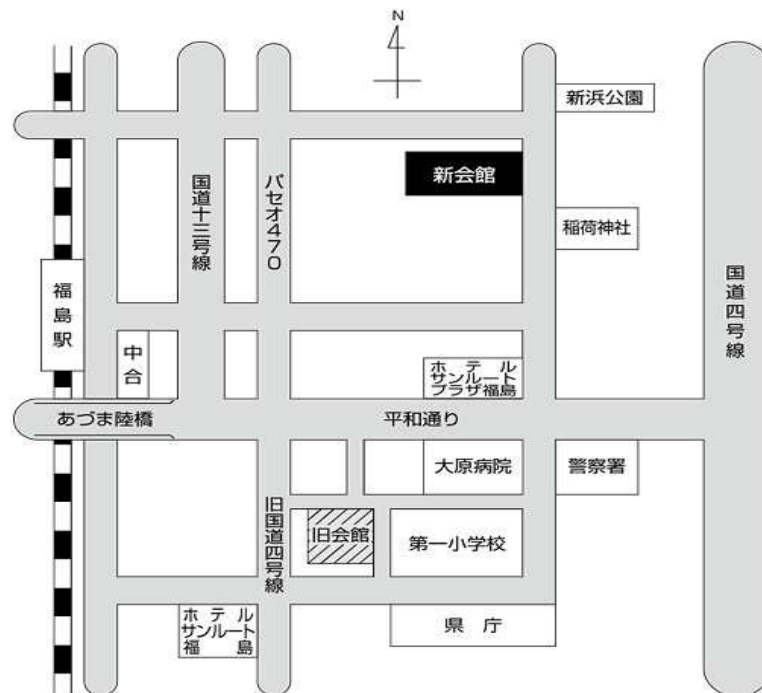 N
新浜公園
新会館
国道十三号線
パセオ470
稲荷神社
国道四号線
福島駅
中合
ホテル
サンルート
プラザ福島
あづま陸橋
平和通り
大原病院
警察署
旧国道四号線
旧会館
第一小学校
ホテル
サンルート
福島
県庁